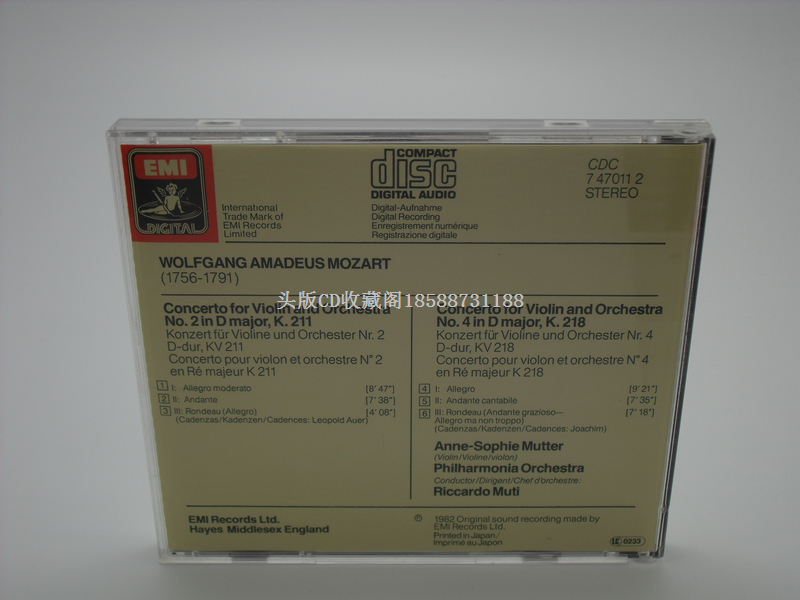 EMI
DIGITAL
International
Trade Mark of
EMI Records
Limited
COMPACT
disc
DIGITAL AUDIO
Digital-Aufnahme
Digital Recording
Enregistrement numérique
Registrazione digitale
CDC
7 47011 2
STEREO
WOLFGANG AMADEUS MOZART
(1756-1791)
头版CD收藏阁18588731188
Concerto for Violin and Orchestra
No. 2 in D major, K. 211
Konzert für Violine und Orchester Nr. 2
D-dur, KV 211
Concerto pour violon et orchestre N° 2
en Ré majeur K 211
1 I: Allegro moderato [8'47"]
2 II: Andante [7'38"]
3 III: Rondeau (Allegro) [4'08"]
(Cadenzas/Kadenzen/Cadences: Leopold Auer)
Concerto for Violin and Orchestra
No. 4 in D major, K. 218
Konzert für Violine und Orchester Nr. 4
D-dur, KV 218
Concerto pour violon et orchestre N° 4
en Ré majeur K 218
4 I: Allegro [9'21"]
5 II: Andante cantabile [7'35"]
6 III: Rondeau (Andante grazioso— [7'18"]
Allegro ma non troppo)
(Cadenzas/Kadenzen/Cadences: Joachim)
Anne-Sophie Mutter
(Violin/Violine/violon)
Philharmonia Orchestra
Conductor/Dirigent/Chef d'orchestre:
Riccardo Muti
EMI Records Ltd.
Hayes Middlesex England
℗ 1982 Original sound recording made by
EMI Records Ltd.
Printed in Japan/
Imprimé au Japon
0233